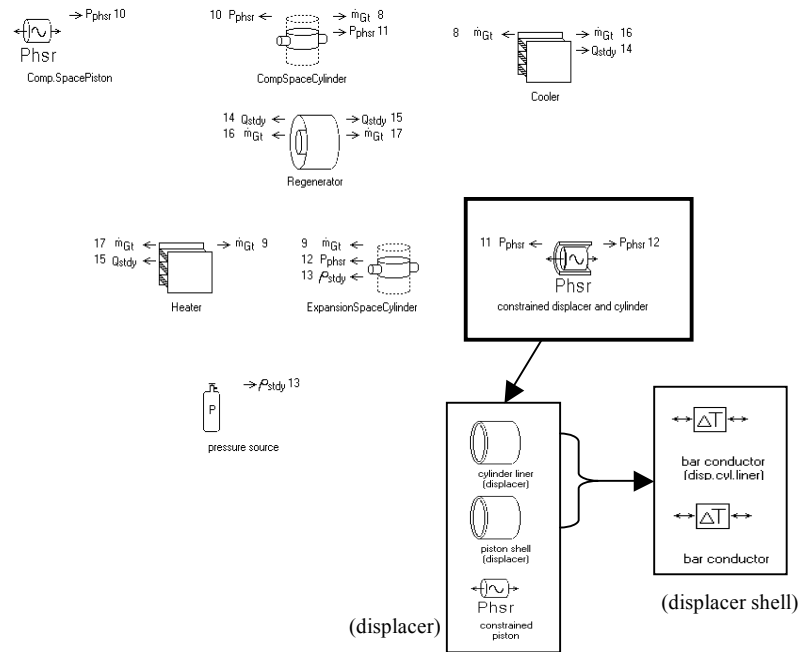 Pphsr 10
Phsr
Comp.SpacePiston
10 Pphsr
ṁGt 8
Pphsr 11
CompSpaceCylinder
8 ṁGt
ṁGt 16
Qstdy 14
Cooler
14 Qstdy
Qstdy 15
16 ṁGt
ṁGt 17
Regenerator
17 ṁGt
ṁGt 9
15 Qstdy
Heater
9 ṁGt
12 Pphsr
13 ρstdy
ExpansionSpaceCylinder
11 Pphsr
Pphsr 12
Phsr
constrained displacer and cylinder
ρstdy 13
P
pressure source
cylinder liner
(displacer)
piston shell
(displacer)
Phsr
constrained
piston
(displacer)
ΔT
bar conductor
(disp.cyl.liner)
ΔT
bar conductor
(displacer shell)